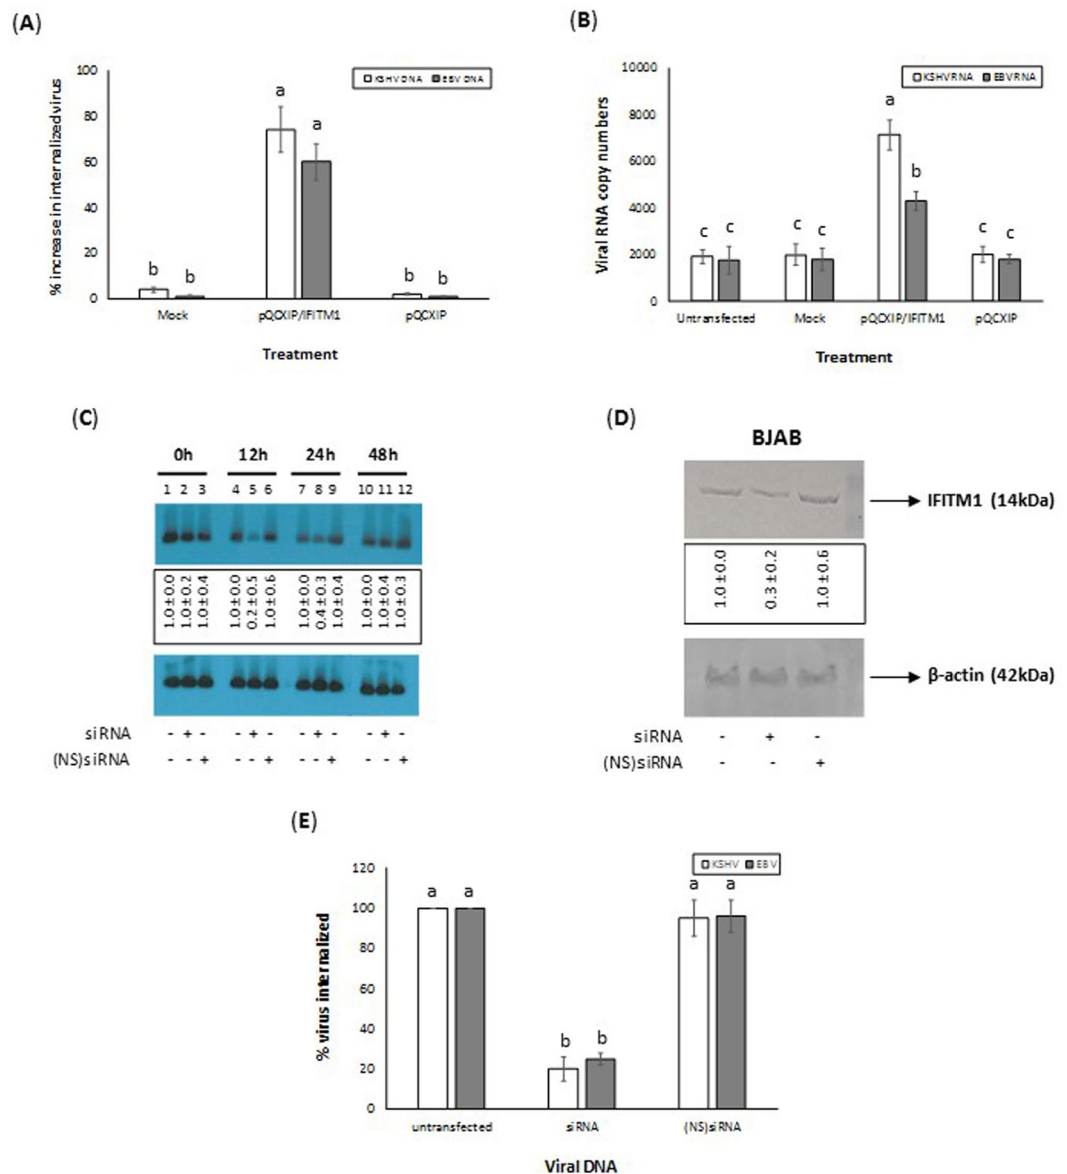 (A)
% increase in internalized virus
100
80
60
40
20
0
KSHV DNA EBV DNA
b b
a a
b b
Mock pQCXIP/IFITM1 pQCXIP
Treatment
(B)
Viral RNA copy numbers
10000
8000
6000
4000
2000
0
KSHV RNA EBV RNA
c c
c c
a b
c c
Untransfected Mock pQCXIP/IFITM1 pQCXIP
Treatment
(C)
0h 12h 24h 48h
1 2 3 4 5 6 7 8 9 10 11 12
1.0±0.0
1.0±0.2
1.0±0.4
1.0±0.0
0.2±0.5
1.0±0.6
1.0±0.0
0.4±0.3
1.0±0.4
1.0±0.0
1.0±0.4
1.0±0.3
siRNA - + - - + - - + - - + -
(NS)siRNA - - + - - + - - + - - +
(D)
BJAB
IFITM1 (14kDa)
1.0±0.0
0.3±0.2
1.0±0.6
β-actin (42kDa)
siRNA - + -
(NS)siRNA - - +
(E)
% virus internalized
120
100
80
60
40
20
0
KSHV EBV
a a
b b
a a
untransfected siRNA (NS)siRNA
Viral DNA